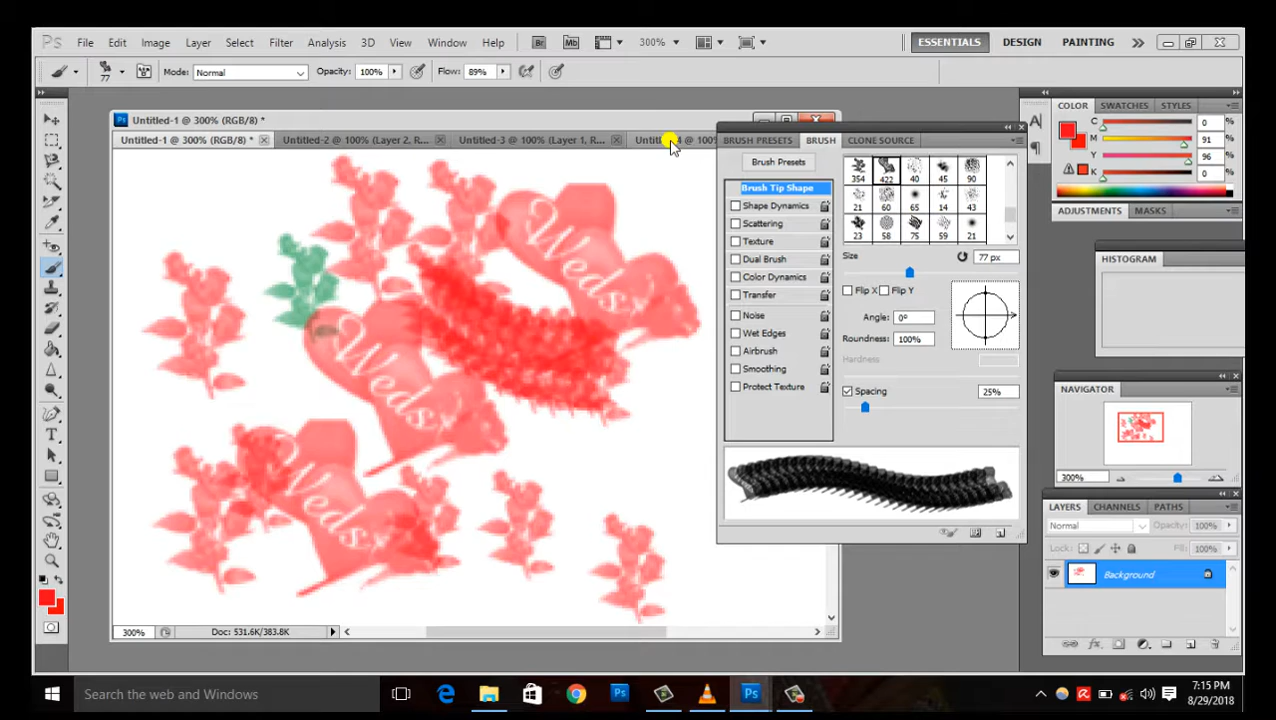 Ps File Edit Image Layer Select Filter Analysis 3D View Window Help Br Mb 300% ESSENTIALS DESIGN PAINTING
77 Mode: Normal Opacity: 100% Flow: 89%
Ps Untitled-1 @ 300% (RGB/8) *
Untitled-1 @ 300% (RGB/8) * Untitled-2 @ 300% (Layer 2, R... Untitled-3 @ 300% (Layer 1, R...
BRUSH PRESETS BRUSH CLONE SOURCE
Brush Presets
Brush Tip Shape
Shape Dynamics
Scattering
Texture
Dual Brush
Color Dynamics
Transfer
Noise
Wet Edges
Airbrush
Smoothing
Protect Texture
354 422 40 45 90
21 60 65 14 43
23 58 75 59 21
Size 77 px
Flip X Flip Y
Angle: 0º
Roundness: 100%
Hardness
Spacing 25%
COLOR SWATCHES STYLES
C 0
M 91
Y 96
K 0
ADJUSTMENTS MASKS
HISTOGRAM
NAVIGATOR
300%
LAYERS CHANNELS PATHS
Normal Opacity: 100%
Lock: Fill: 100%
Background
Weds
Weds
Weds
300% Doc: 531.6K/383.8K
Search the web and Windows
7:15 PM
8/29/2018